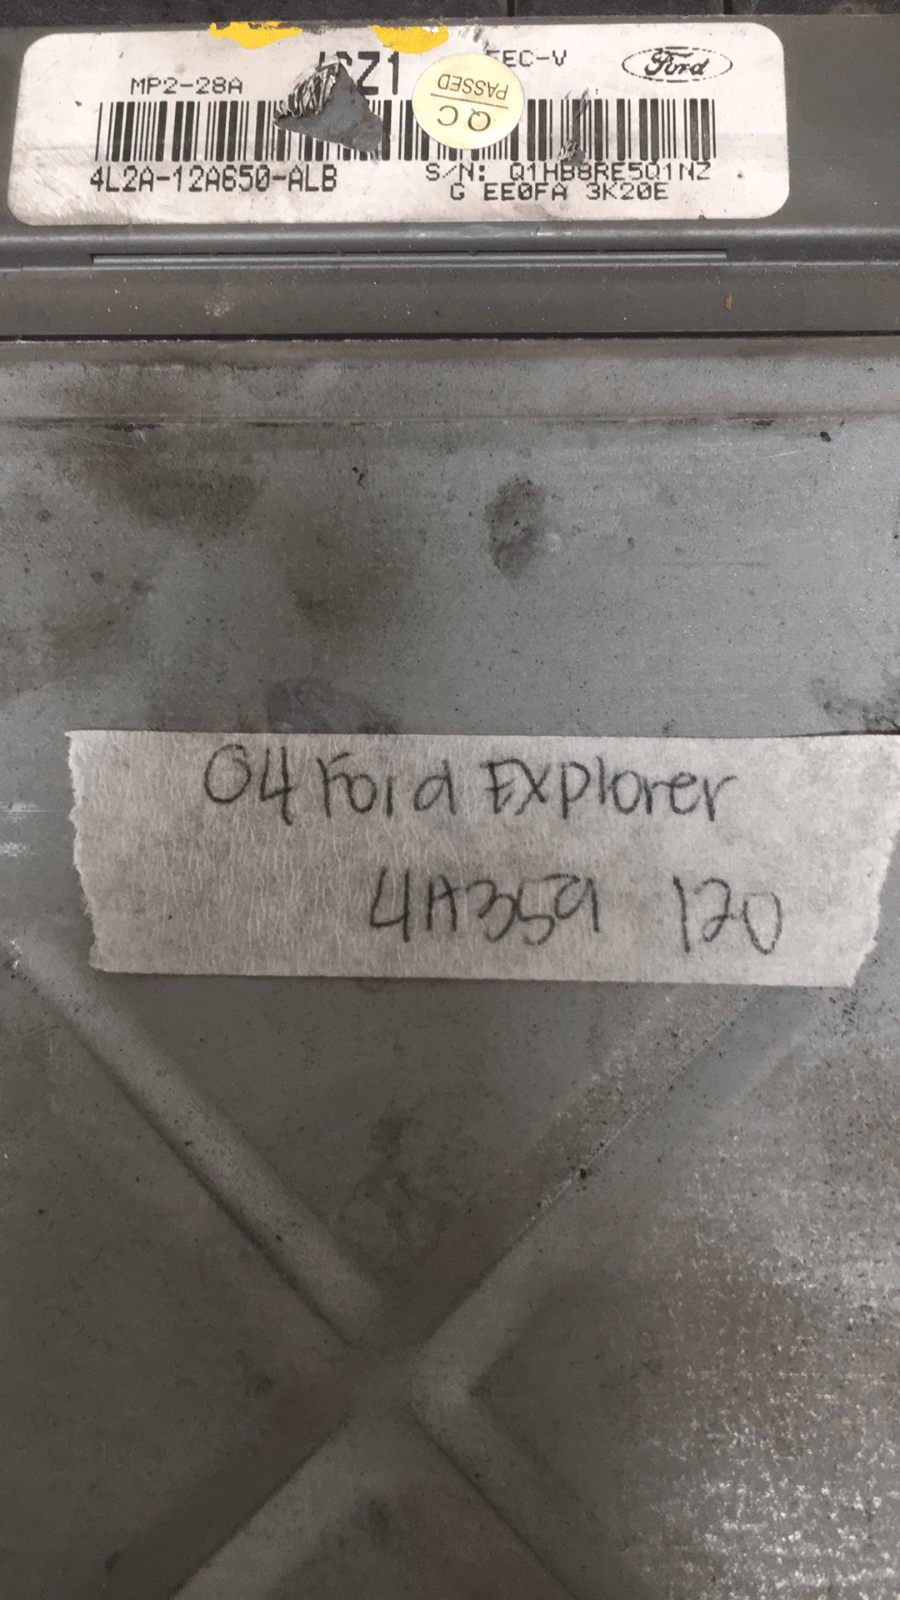 MP2-28A
EEC-V
Ford
QC
PASSED
4L2A-12A650-ALB
S/N: Q1HB8RE5Q1NZ
G EE0FA 3K20E
04 Ford Explorer
4A359 120